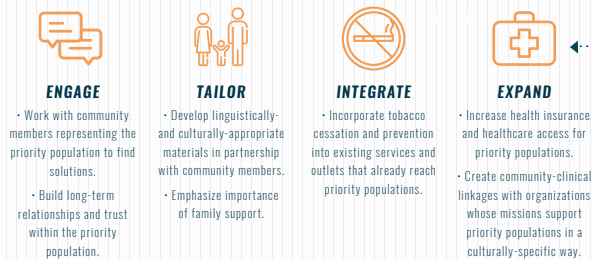 ENGAGE
• Work with community
members representing the
priority population to find
solutions.
• Build long-term
relationships and trust
within the priority
population.
TAILOR
• Develop linguistically-
and culturally-appropriate
materials in partnership
with community members.
• Emphasize importance
of family support.
INTEGRATE
• Incorporate tobacco
cessation and prevention
into existing services and
outlets that already reach
priority populations.
EXPAND
• Increase health insurance
and healthcare access for
priority populations.
• Create community-clinical
linkages with organizations
whose missions support
priority populations in a
culturally-specific way.